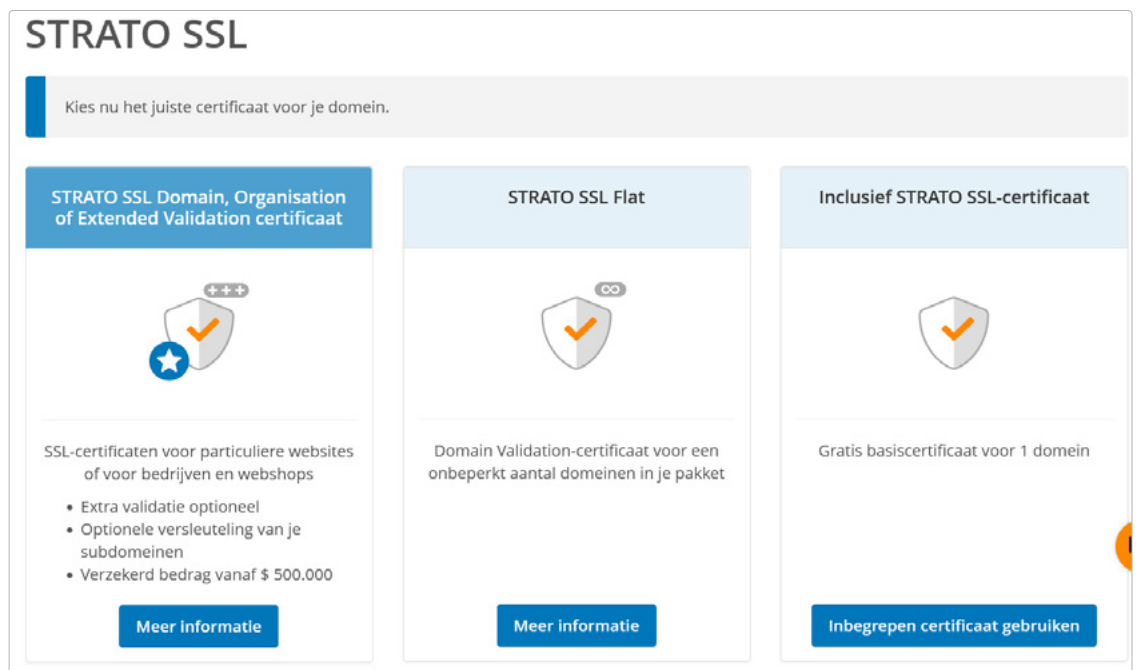 STRATO SSL
Kies nu het juiste certificaat voor je domein.
STRATO SSL Domain, Organisation
of Extended Validation certificaat
SSL-certificaten voor particuliere websites
of voor bedrijven en webshops
• Extra validatie optioneel
• Optionele versleuteling van je
subdomeinen
• Verzekerd bedrag vanaf $ 500.000
Meer informatie
STRATO SSL Flat
Domain Validation-certificaat voor een
onbeperkt aantal domeinen in je pakket
Meer informatie
Inclusief STRATO SSL-certificaat
Gratis basiscertificaat voor 1 domein
Inbegrepen certificaat gebruiken